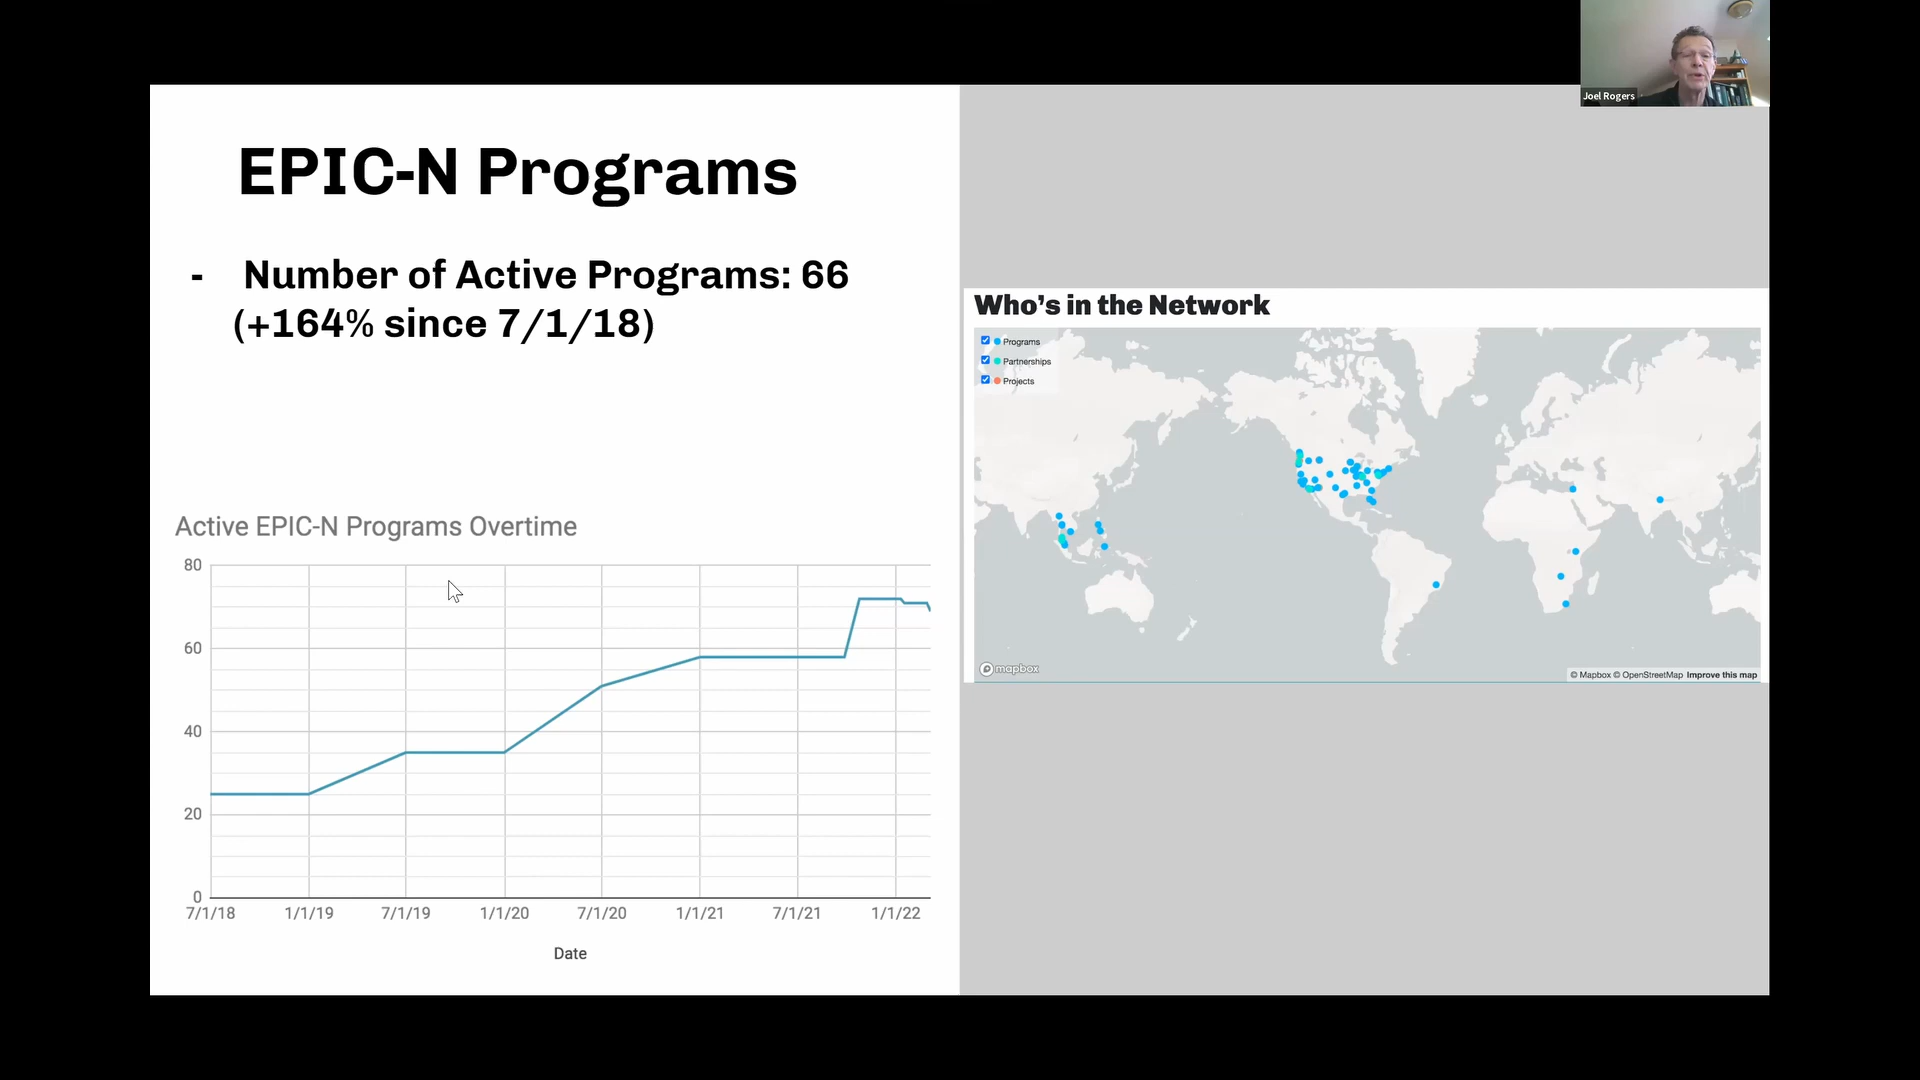 Joel Rogers
EPIC-N Programs
- Number of Active Programs: 66
(+164% since 7/1/18)
Who's in the Network
Programs
Partnerships
Projects
mapbox
© Mapbox © OpenStreetMap Improve this map
Active EPIC-N Programs Overtime
80
60
40
20
0
7/1/18 1/1/19 7/1/19 1/1/20 7/1/20 1/1/21 7/1/21 1/1/22
Date